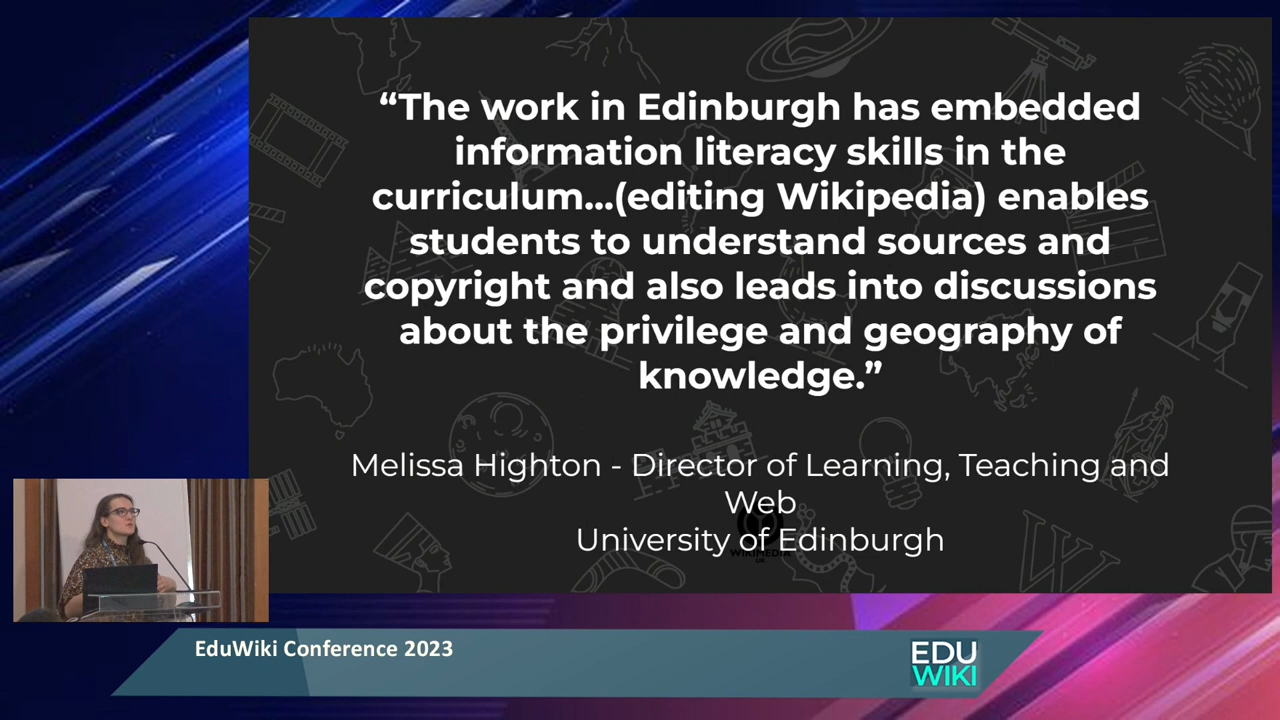 “The work in Edinburgh has embedded
information literacy skills in the
curriculum...(editing Wikipedia) enables
students to understand sources and
copyright and also leads into discussions
about the privilege and geography of
knowledge.”
Melissa Highton - Director of Learning, Teaching and
Web
University of Edinburgh
WIKIMEDIA
UK
EduWiki Conference 2023
EDU
WIKI